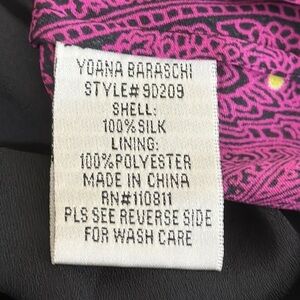 YOANA BARASCHI
STYLE# 9D209
SHELL:
100%SILK
LINING:
100%POLYESTER
MADE IN CHINA
RN#110811
PLS SEE REVERSE SIDE
FOR WASH CARE